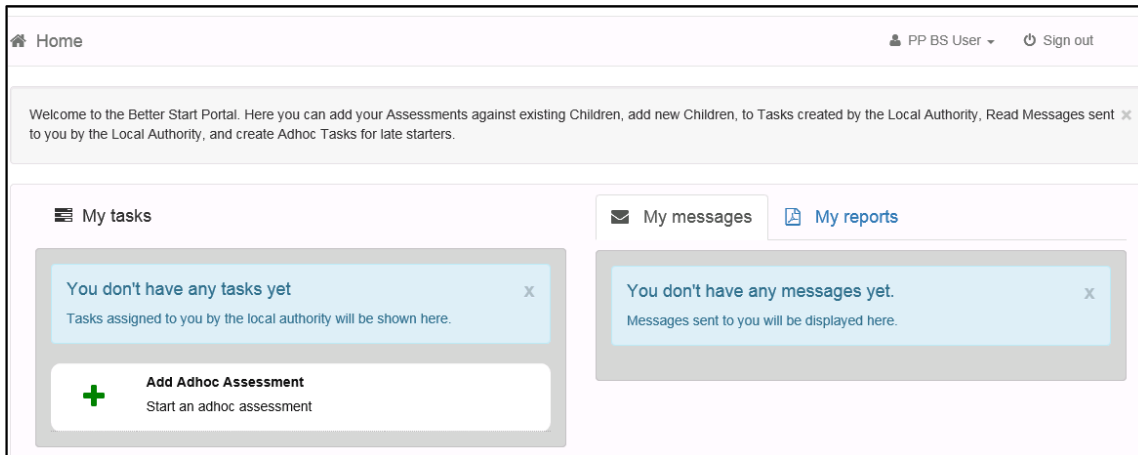 Home
PP BS User
Sign out
Welcome to the Better Start Portal. Here you can add your Assessments against existing Children, add new Children, to Tasks created by the Local Authority, Read Messages sent
to you by the Local Authority, and create Adhoc Tasks for late starters.
x
My tasks
You don't have any tasks yet
x
Tasks assigned to you by the local authority will be shown here.
Add Adhoc Assessment
Start an adhoc assessment
My messages
My reports
You don't have any messages yet.
x
Messages sent to you will be displayed here.